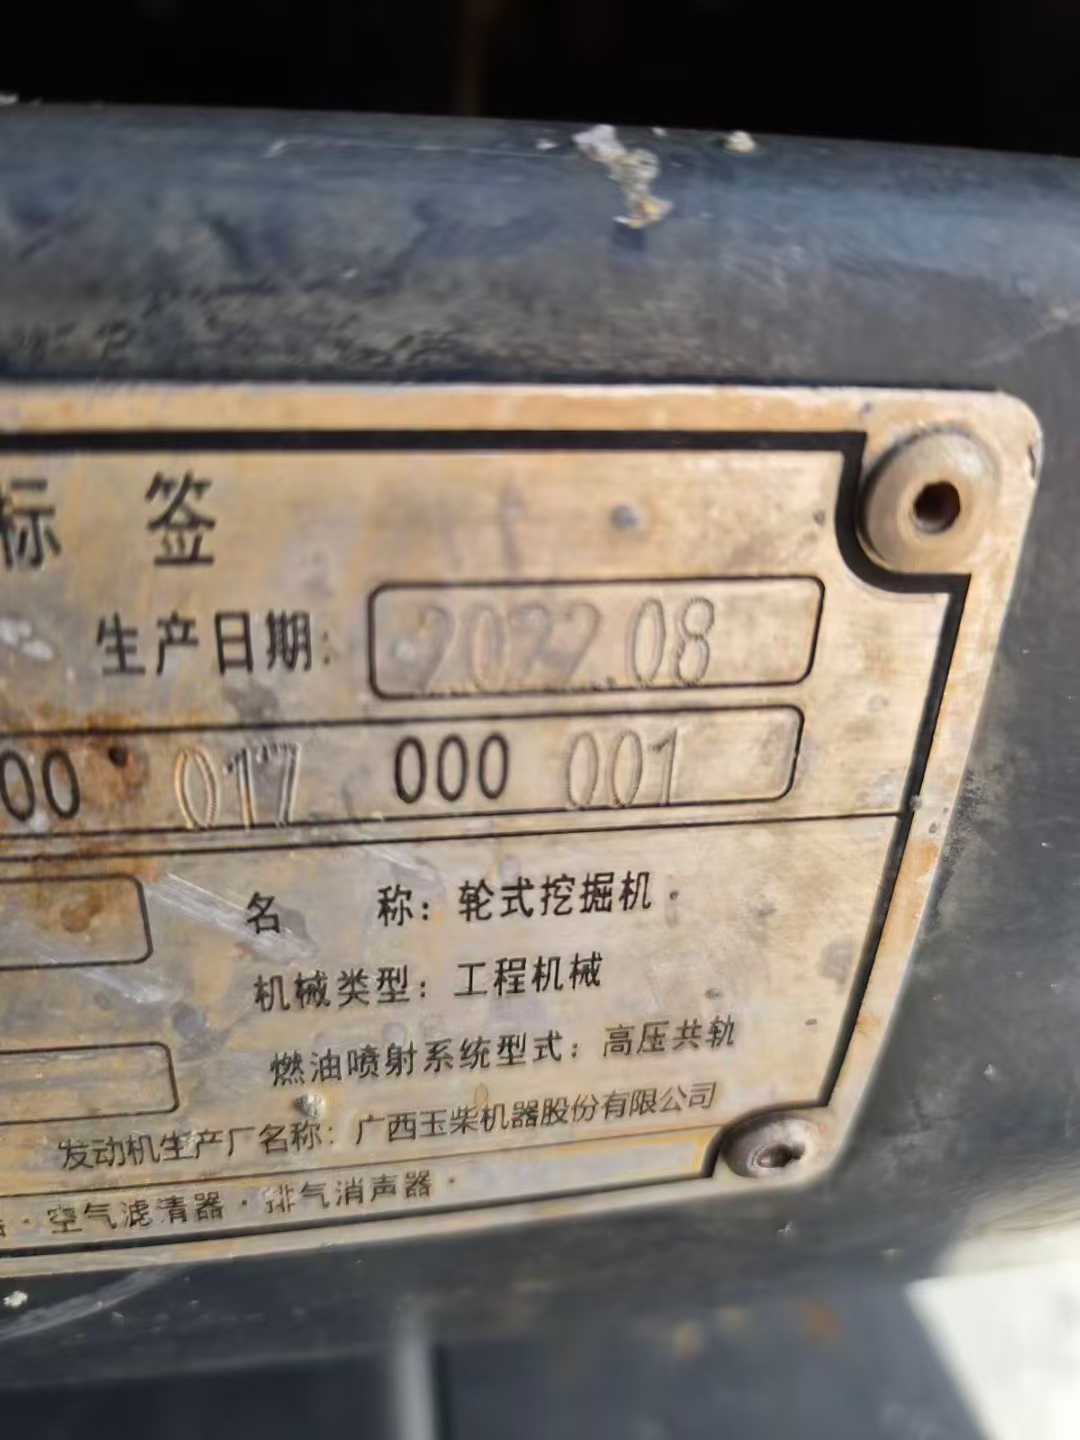 标 签
生产日期: 2022.08
00 017 000 001
名 称: 轮式挖掘机
机械类型: 工程机械
燃油喷射系统型式: 高压共轨
发动机生产厂名称: 广西玉柴机器股份有限公司
· 空气滤清器 · 排气消声器 ·